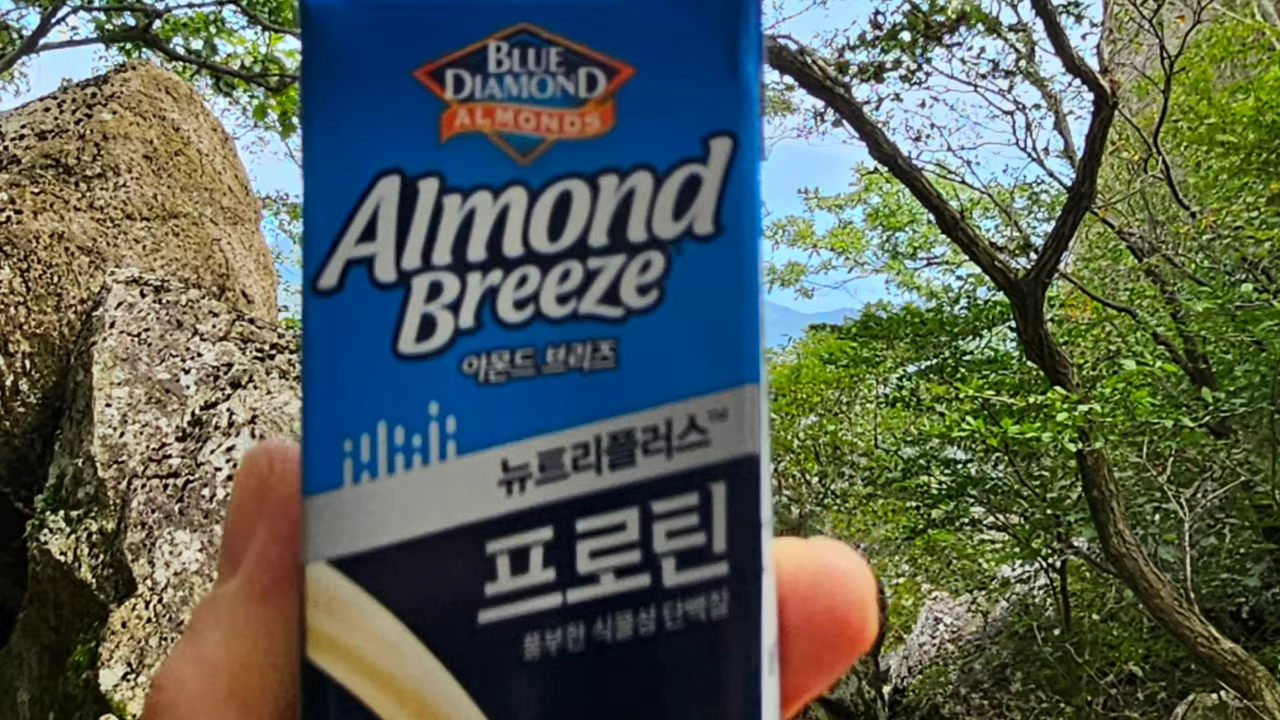 BLUE
DIAMOND
ALMONDS
Almond
Breeze
아몬드 브리즈
뉴트리플러스™
프로틴
풍부한 식물성 단백질